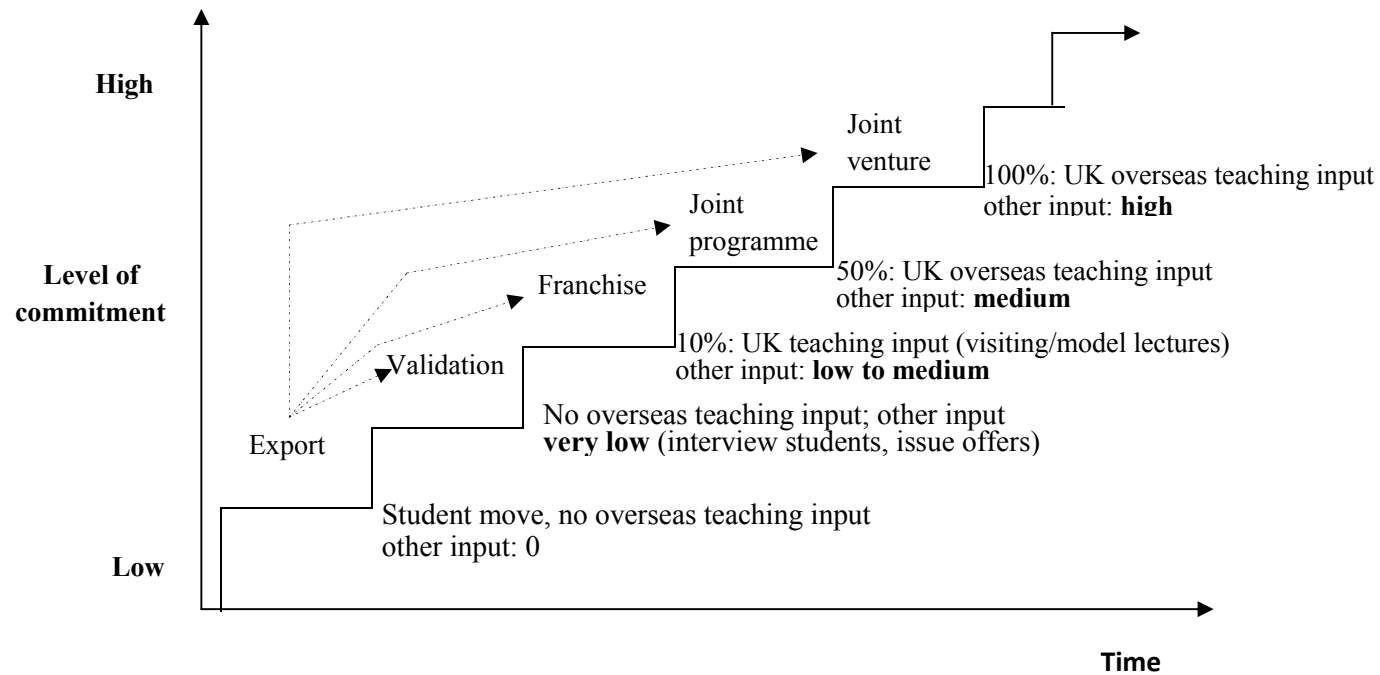 High
Joint
venture
100%: UK overseas teaching input
other input: high
Joint
programme
Level of
commitment
50%: UK overseas teaching input
other input: medium
Franchise
10%: UK teaching input (visiting/model lectures)
other input: low to medium
Validation
No overseas teaching input; other input
very low (interview students, issue offers)
Export
Student move, no overseas teaching input
other input: 0
Low
Time